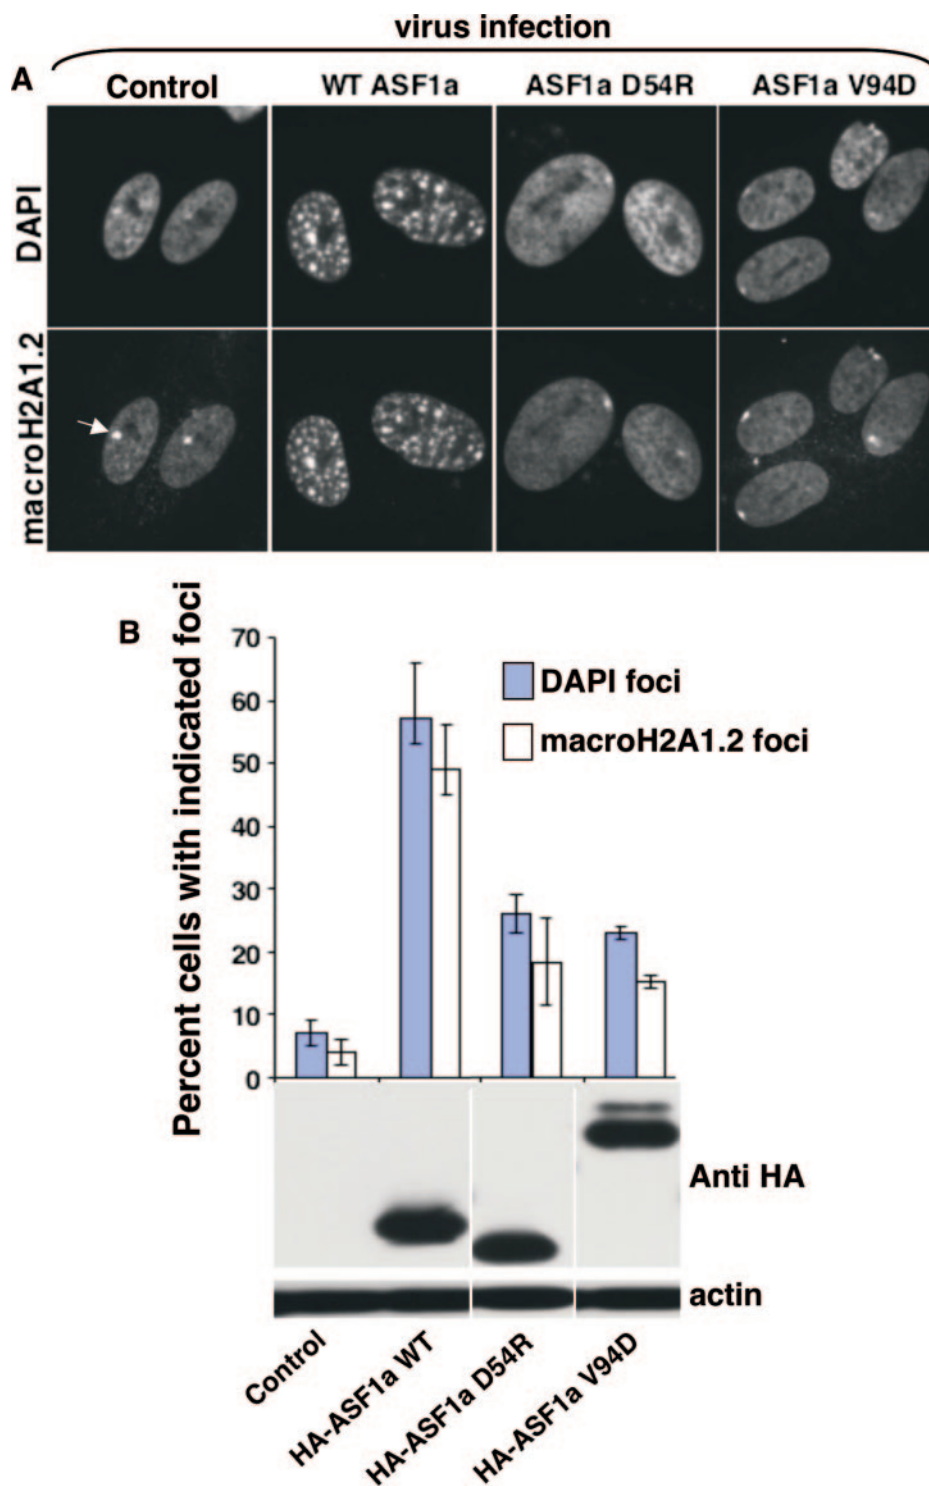 virus infection
A
Control
WT ASF1a
ASF1a D54R
ASF1a V94D
DAPI
macroH2A1.2
B
Percent cells with indicated foci
70
60
50
40
30
20
10
0
DAPI foci
macroH2A1.2 foci
Anti HA
actin
Control
HA-ASF1a WT
HA-ASF1a D54R
HA-ASF1a V94D